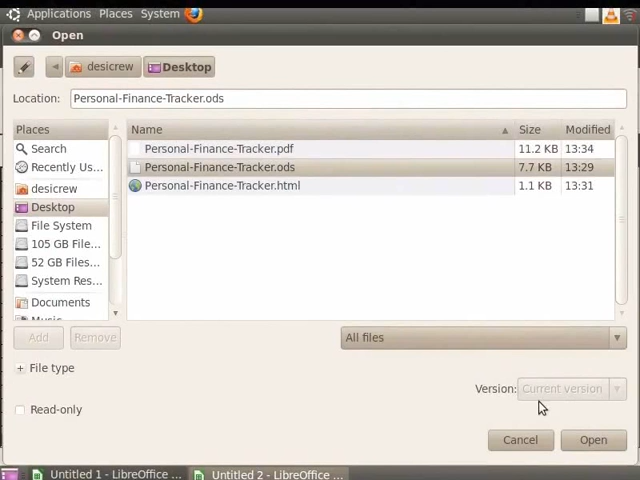 Applications Places System
Open
desicrew Desktop
Location: Personal-Finance-Tracker.ods
Places Name Size Modified
Search Personal-Finance-Tracker.pdf 11.2 KB 13:34
Recently Us... Personal-Finance-Tracker.ods 7.7 KB 13:29
desicrew Personal-Finance-Tracker.html 1.1 KB 13:31
Desktop
File System
105 GB File...
52 GB Files...
System Res...
Documents
Music
Add Remove All files
File type
Version: Current version
Read-only
Cancel Open
Untitled 1 - LibreOffice ... Untitled 2 - LibreOffice ...